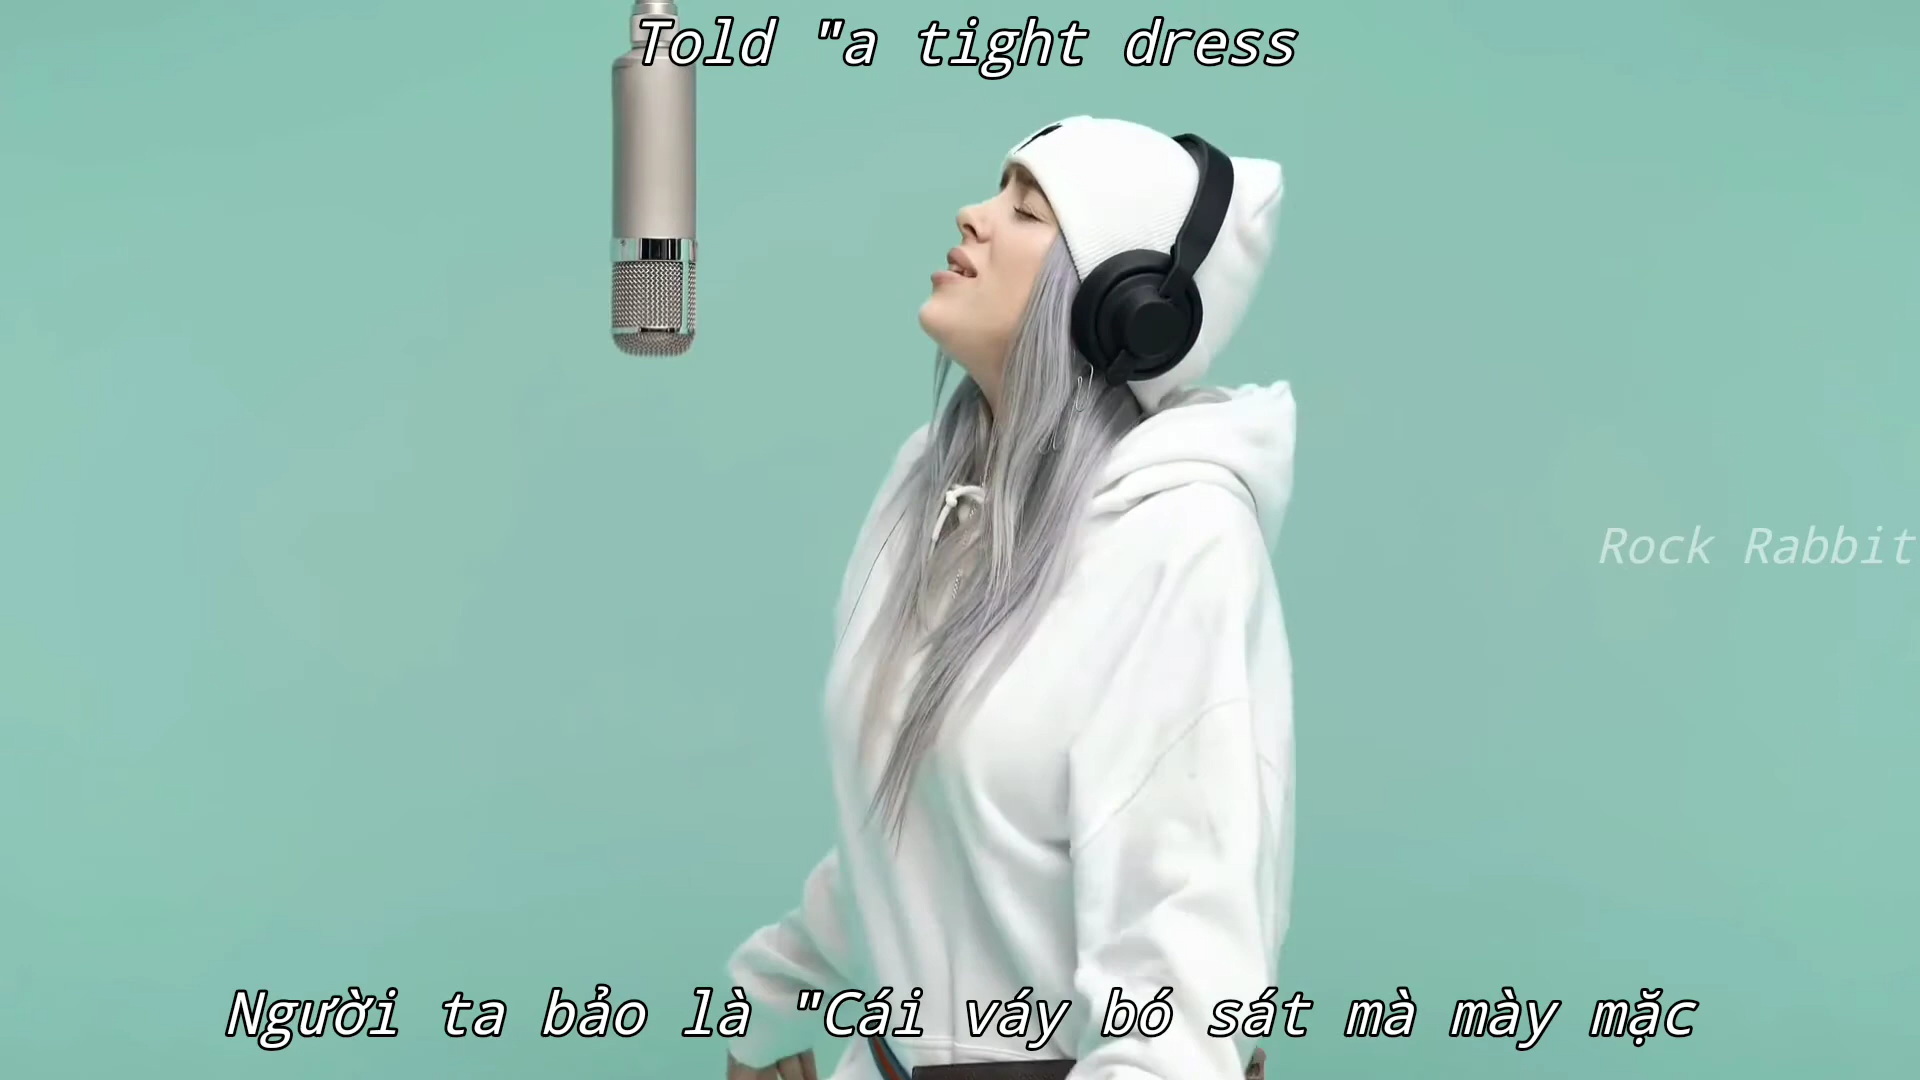 Told "a tight dress
Rock Rabbit
Người ta bảo là "Cái váy bó sát mà mày mặc